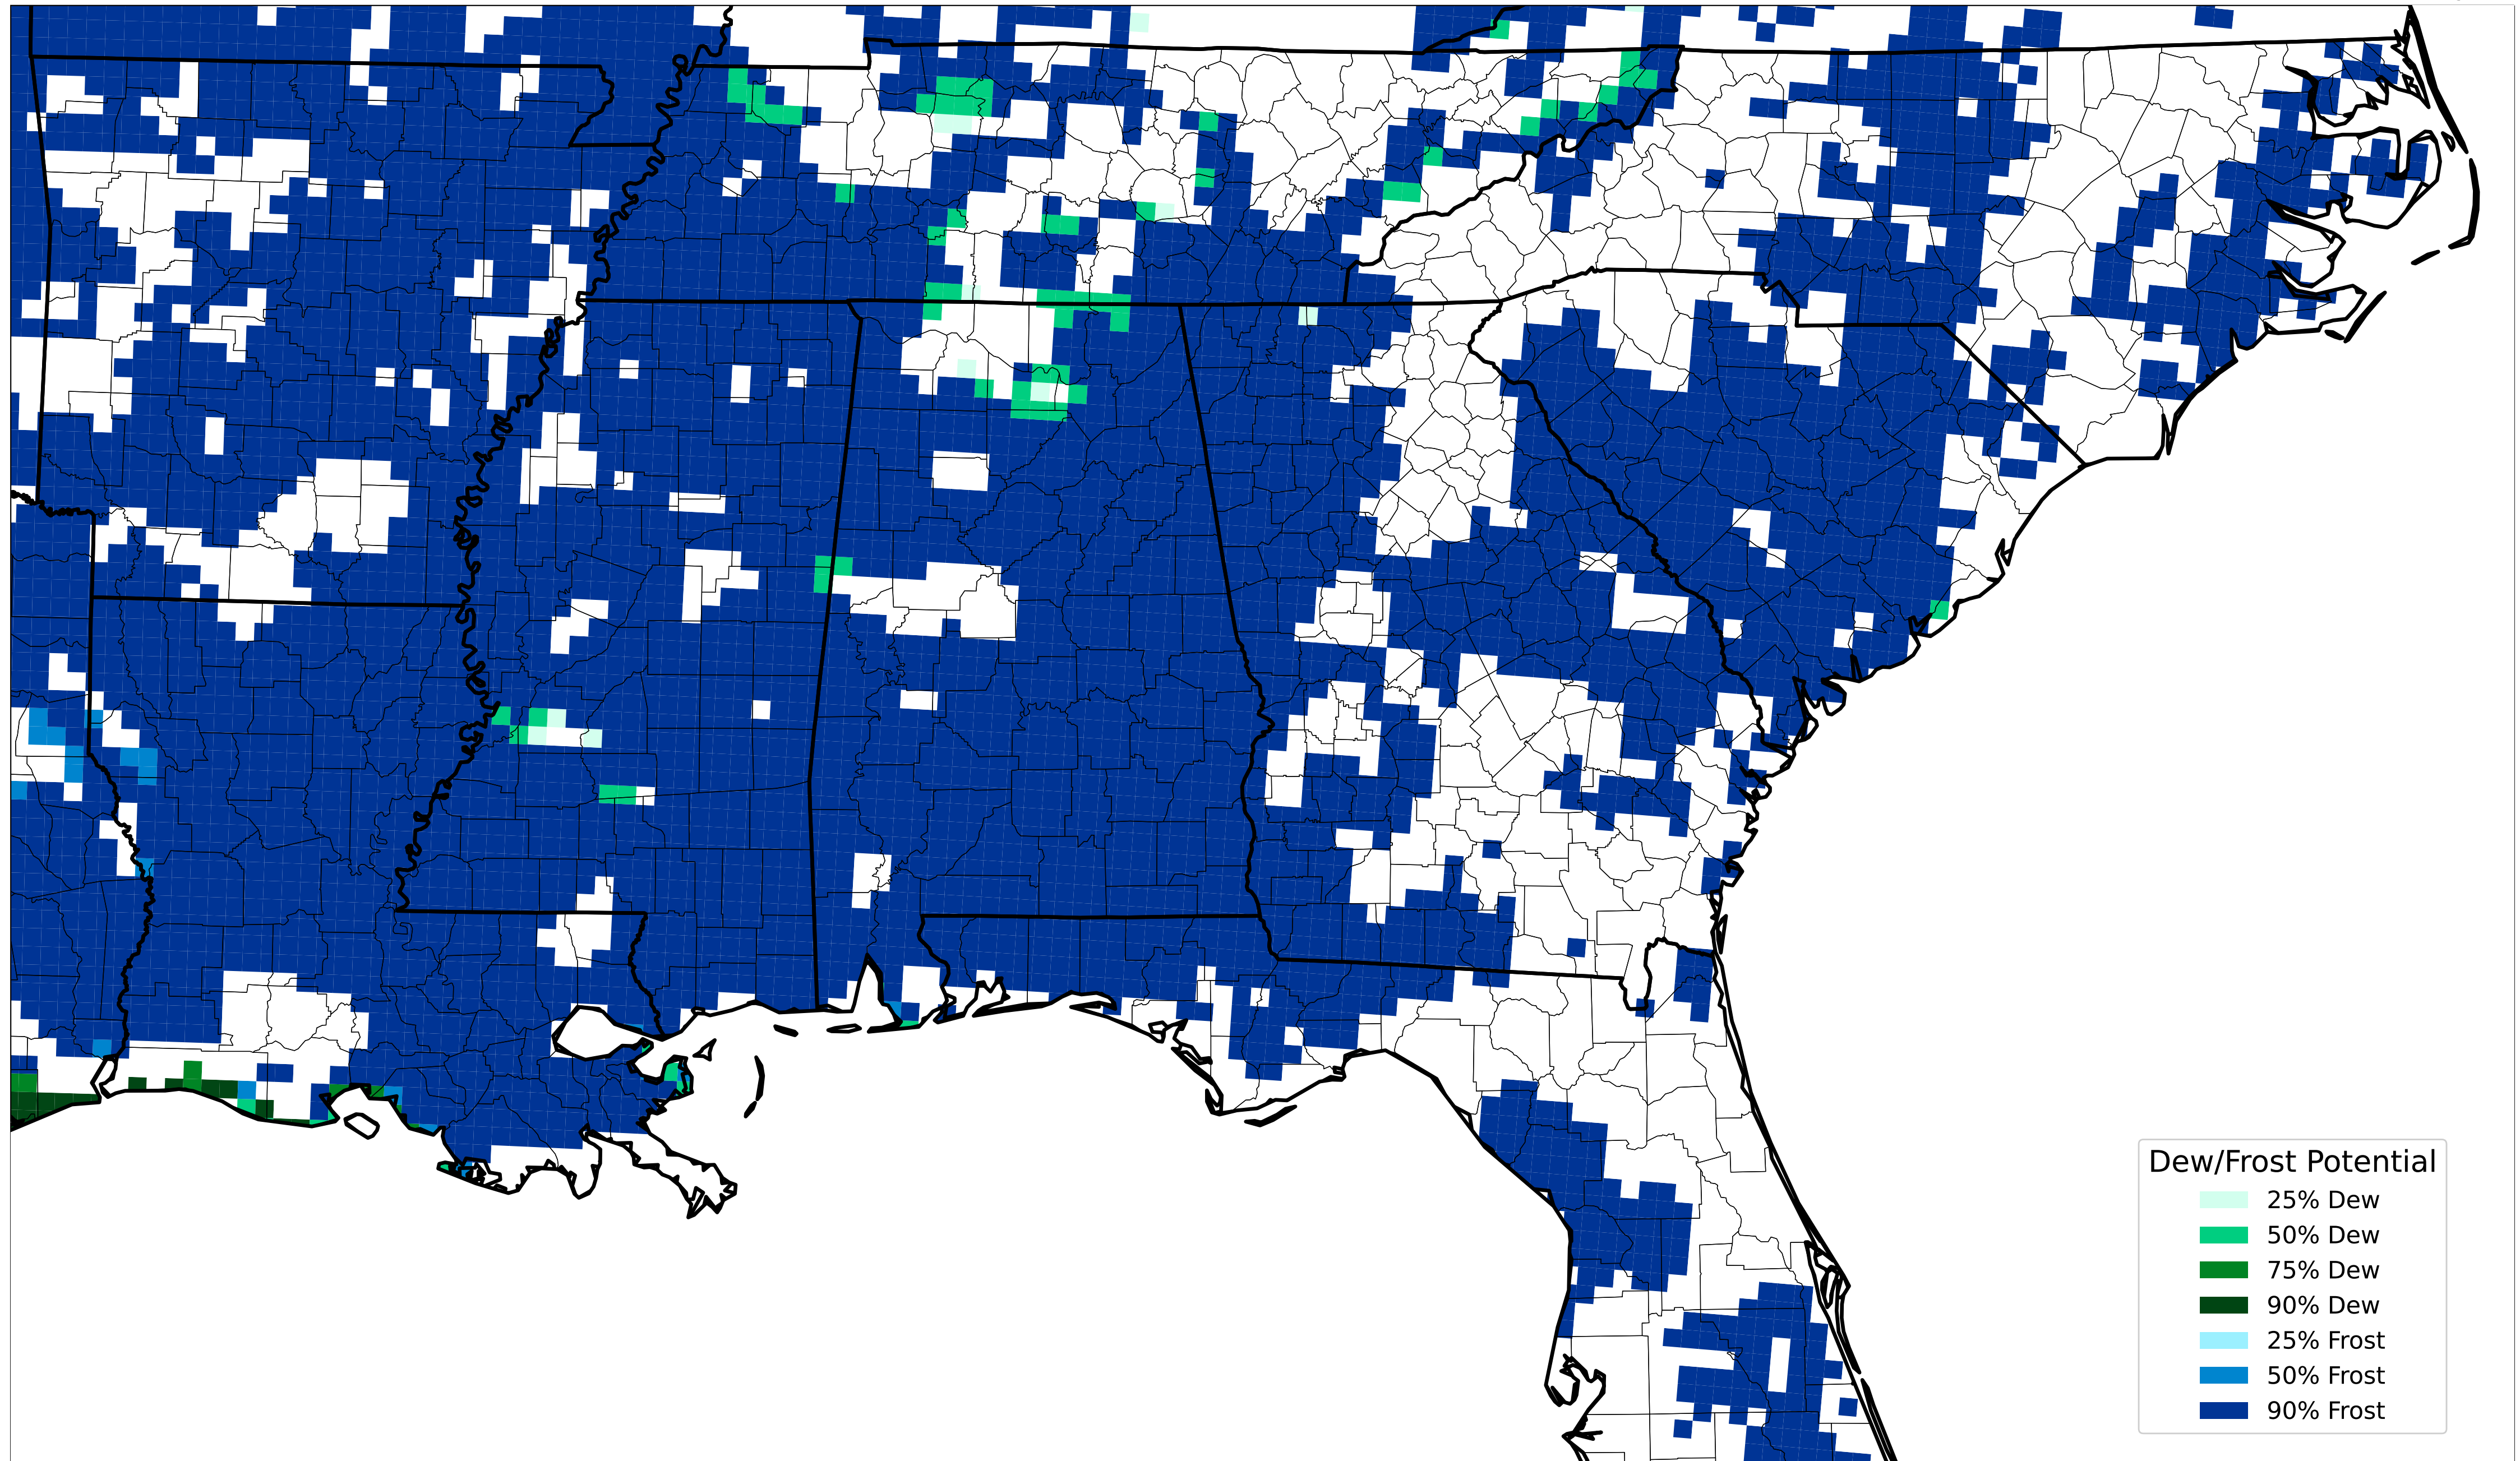 Dew/Frost Potential
25% Dew
50% Dew
75% Dew
90% Dew
25% Frost
50% Frost
90% Frost